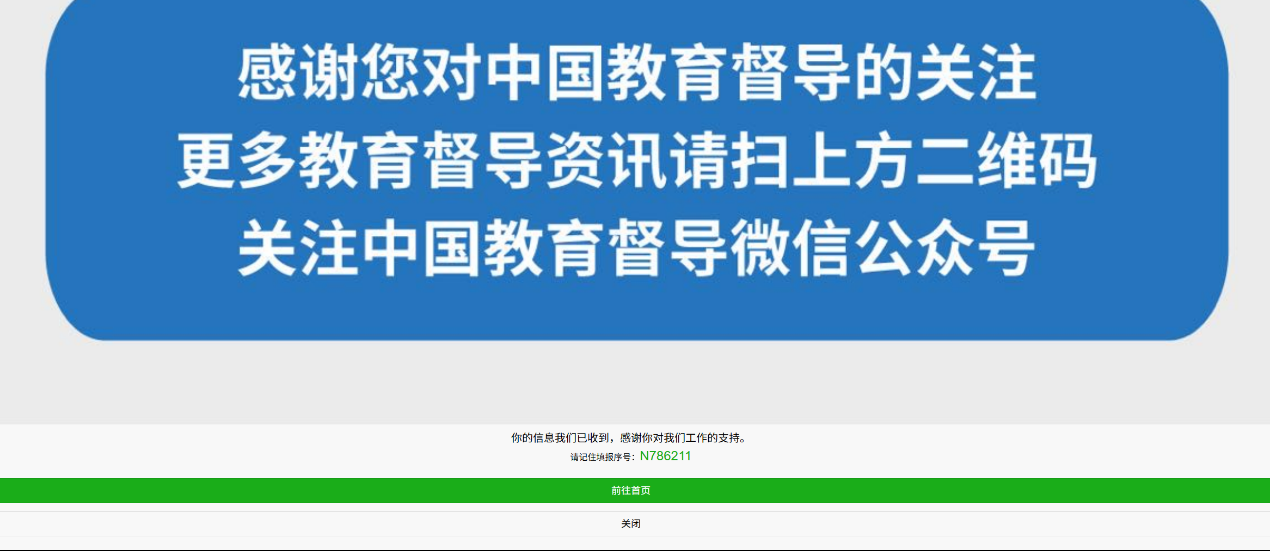 感谢您对中国教育督导的关注
更多教育督导资讯请扫上方二维码
关注中国教育督导微信公众号
你的信息我们已收到，感谢你对我们工作的支持。
请记住填报序号：N786211
前往首页
关闭